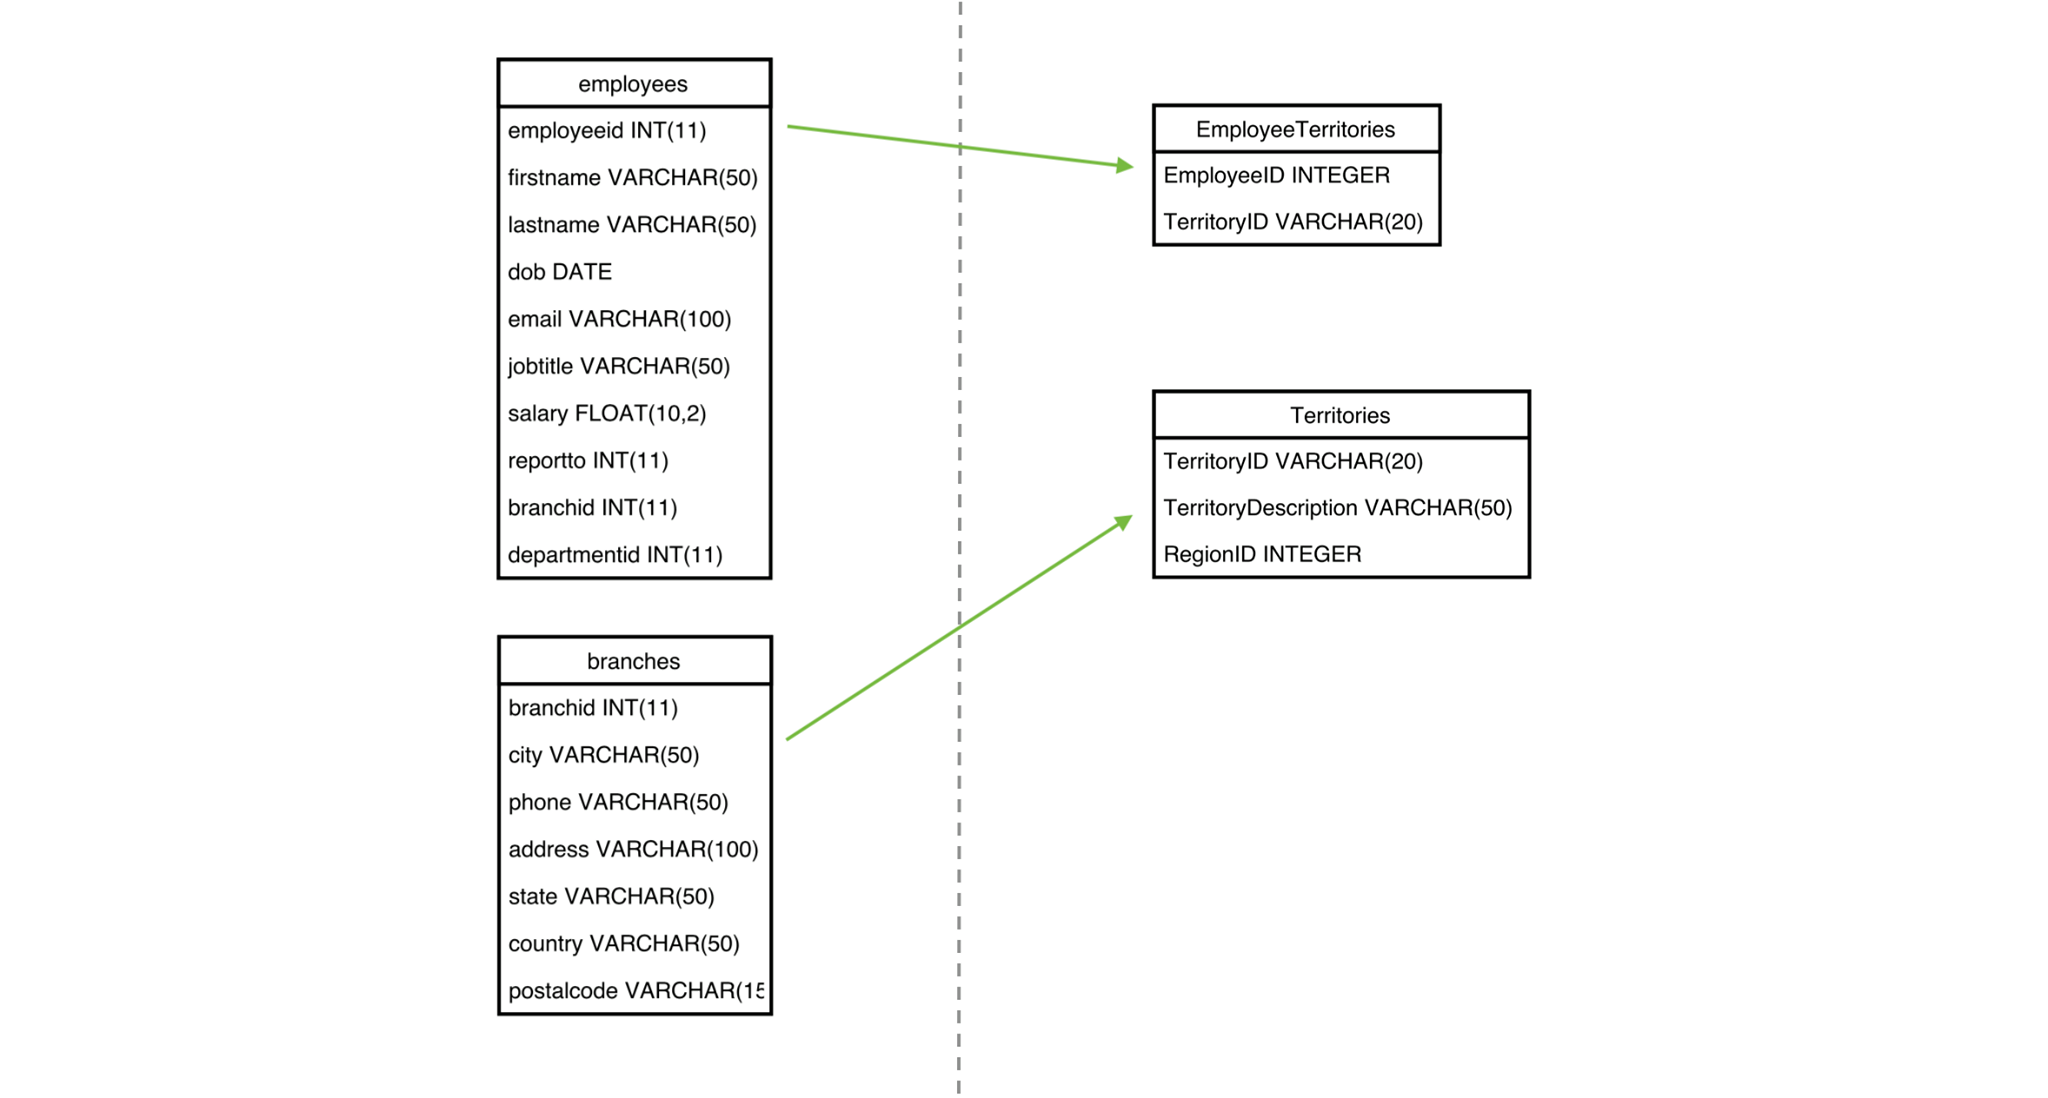 employees
employeeid INT(11)
firstname VARCHAR(50)
lastname VARCHAR(50)
dob DATE
email VARCHAR(100)
jobtitle VARCHAR(50)
salary FLOAT(10,2)
reportto INT(11)
branchid INT(11)
departmentid INT(11)
branches
branchid INT(11)
city VARCHAR(50)
phone VARCHAR(50)
address VARCHAR(100)
state VARCHAR(50)
country VARCHAR(50)
postalcode VARCHAR(15
EmployeeTerritories
EmployeeID INTEGER
TerritoryID VARCHAR(20)
Territories
TerritoryID VARCHAR(20)
TerritoryDescription VARCHAR(50)
RegionID INTEGER